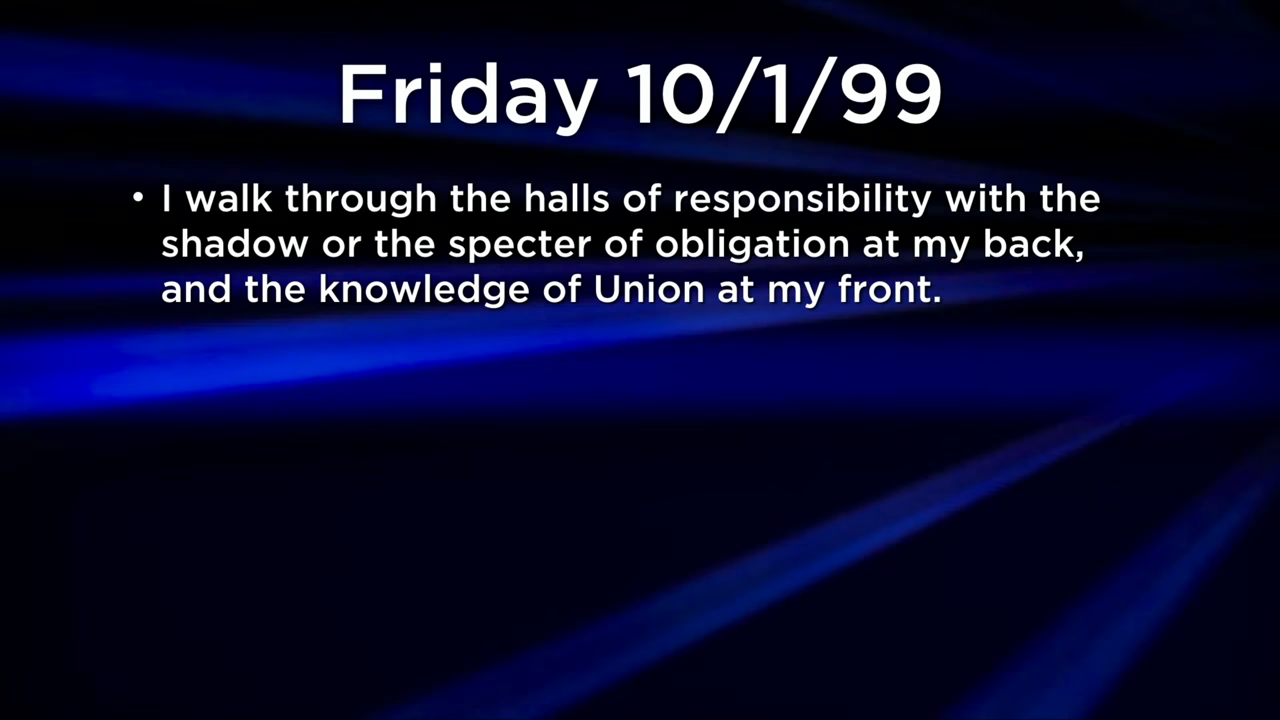 Friday 10/1/99
• I walk through the halls of responsibility with the
shadow or the specter of obligation at my back,
and the knowledge of Union at my front.